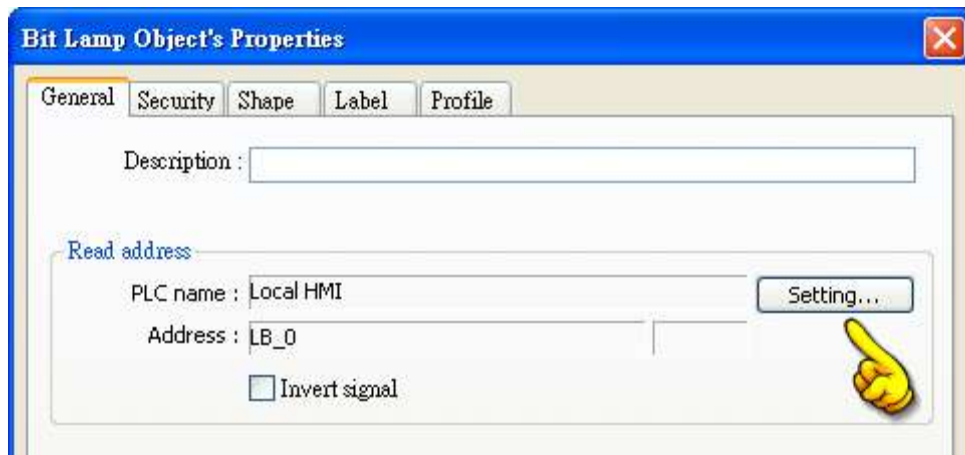 Bit Lamp Object's Properties
General Security Shape Label Profile
Description :
Read address
PLC name : Local HMI Setting...
Address : LB_0
Invert signal